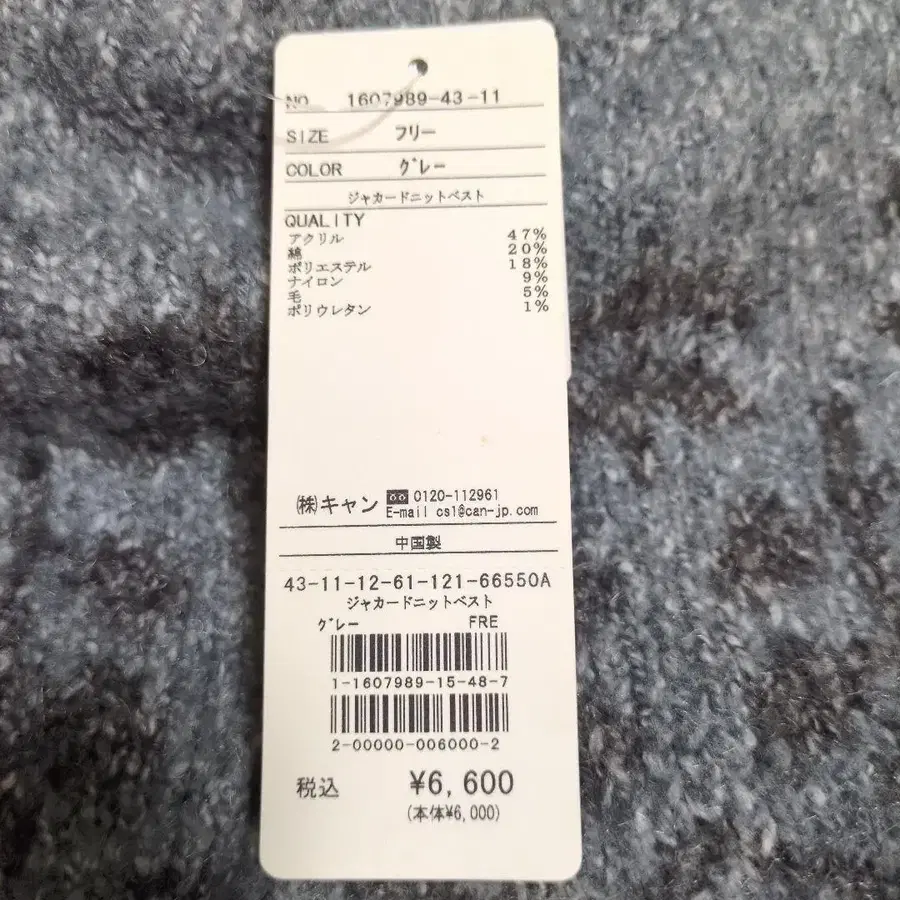 NO 1607989-43-11
SIZE フリー
COLOR グレー
ジャカードニットベスト
QUALITY
アクリル 47%
綿 20%
ポリエステル 18%
ナイロン 9%
毛 5%
ポリウレタン 1%
㈱キャン 0120-112961
E-mail cs1@can-jp.com
中国製
43-11-12-61-121-66550A
ジャカードニットベスト
グレー FRE
1-1607989-15-48-7
2-00000-006000-2
税込 ¥6,600
(本体¥6,000)